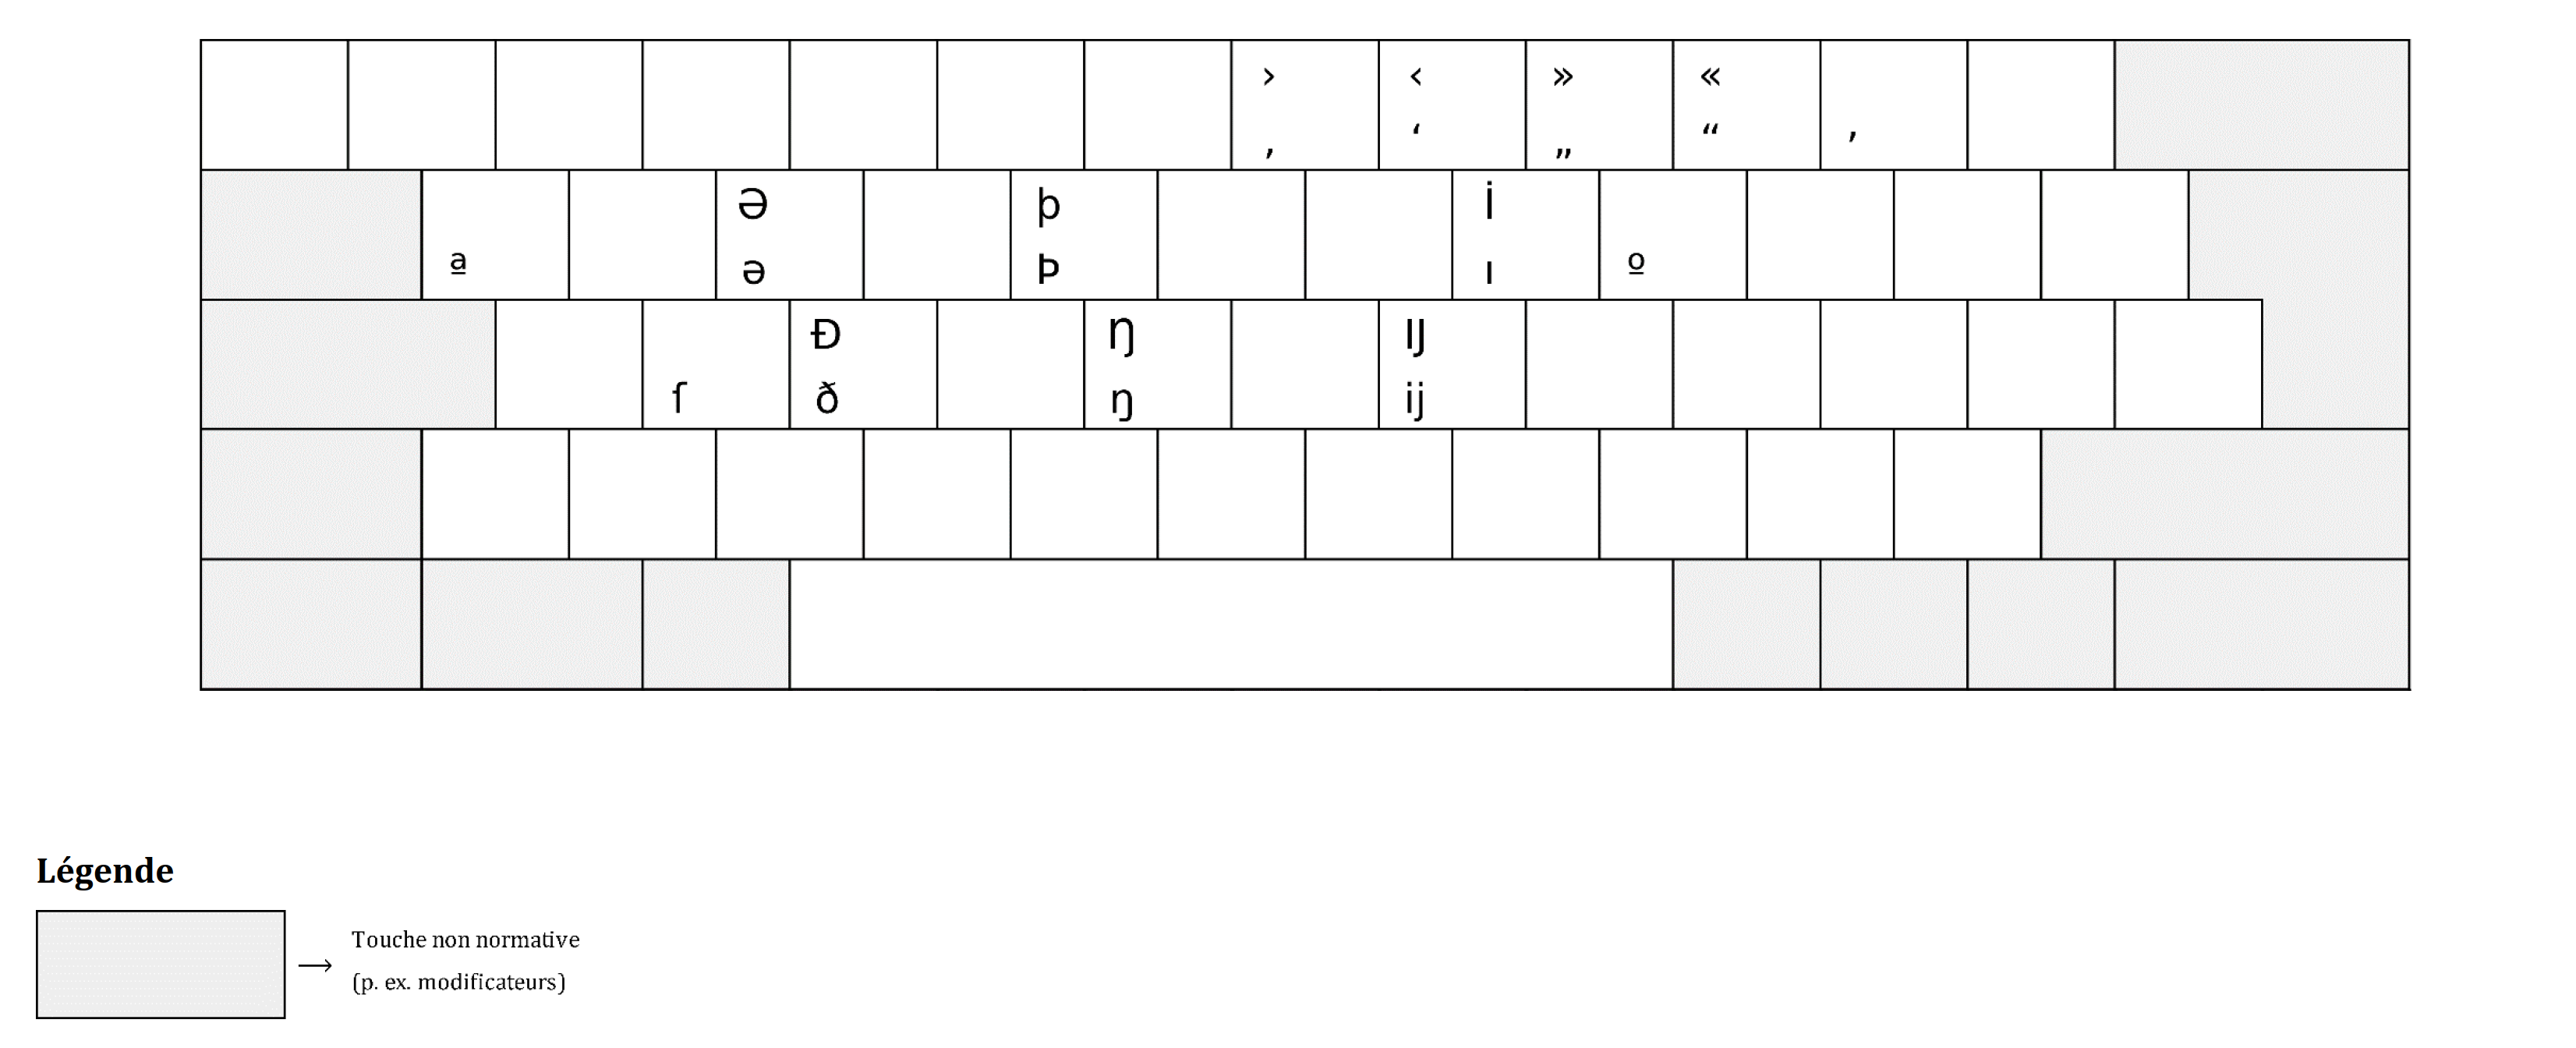 › ‹ » «
‚ ‘ „ “ ’
Ə þ İ
ª ə Þ ı º
Đ Ŋ Ĳ
ſ ð ŋ ĳ
Légende
Touche non normative
→
(p. ex. modificateurs)